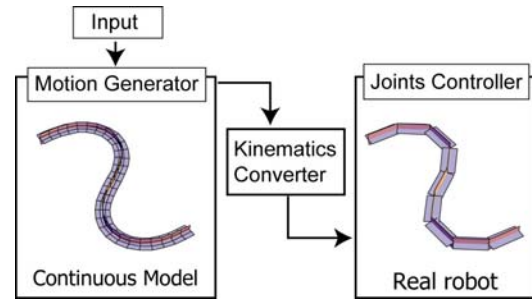 Input
Motion Generator
Joints Controller
Kinematics
Converter
Continuous Model
Real robot